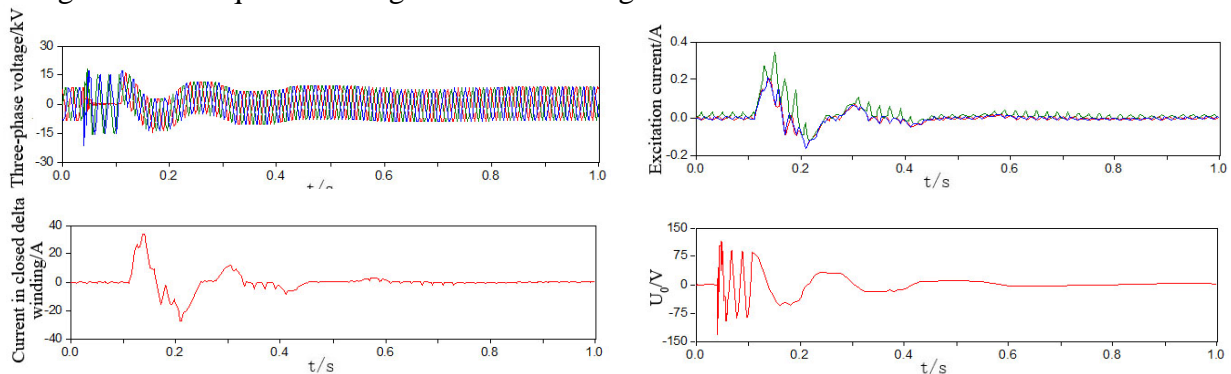 Three-phase voltage/kV
30
15
0
-15
-30
0.0 0.2 0.4 0.6 0.8 1.0
t/s
Excitation current/A
0.4
0.2
0.0
-0.2
0.0 0.2 0.4 0.6 0.8 1.0
t/s
Current in closed delta
winding/A
40
20
0
-20
-40
0.0 0.2 0.4 0.6 0.8 1.0
t/s
U0/V
150
75
0
-75
-150
0.0 0.2 0.4 0.6 0.8 1.0
t/s